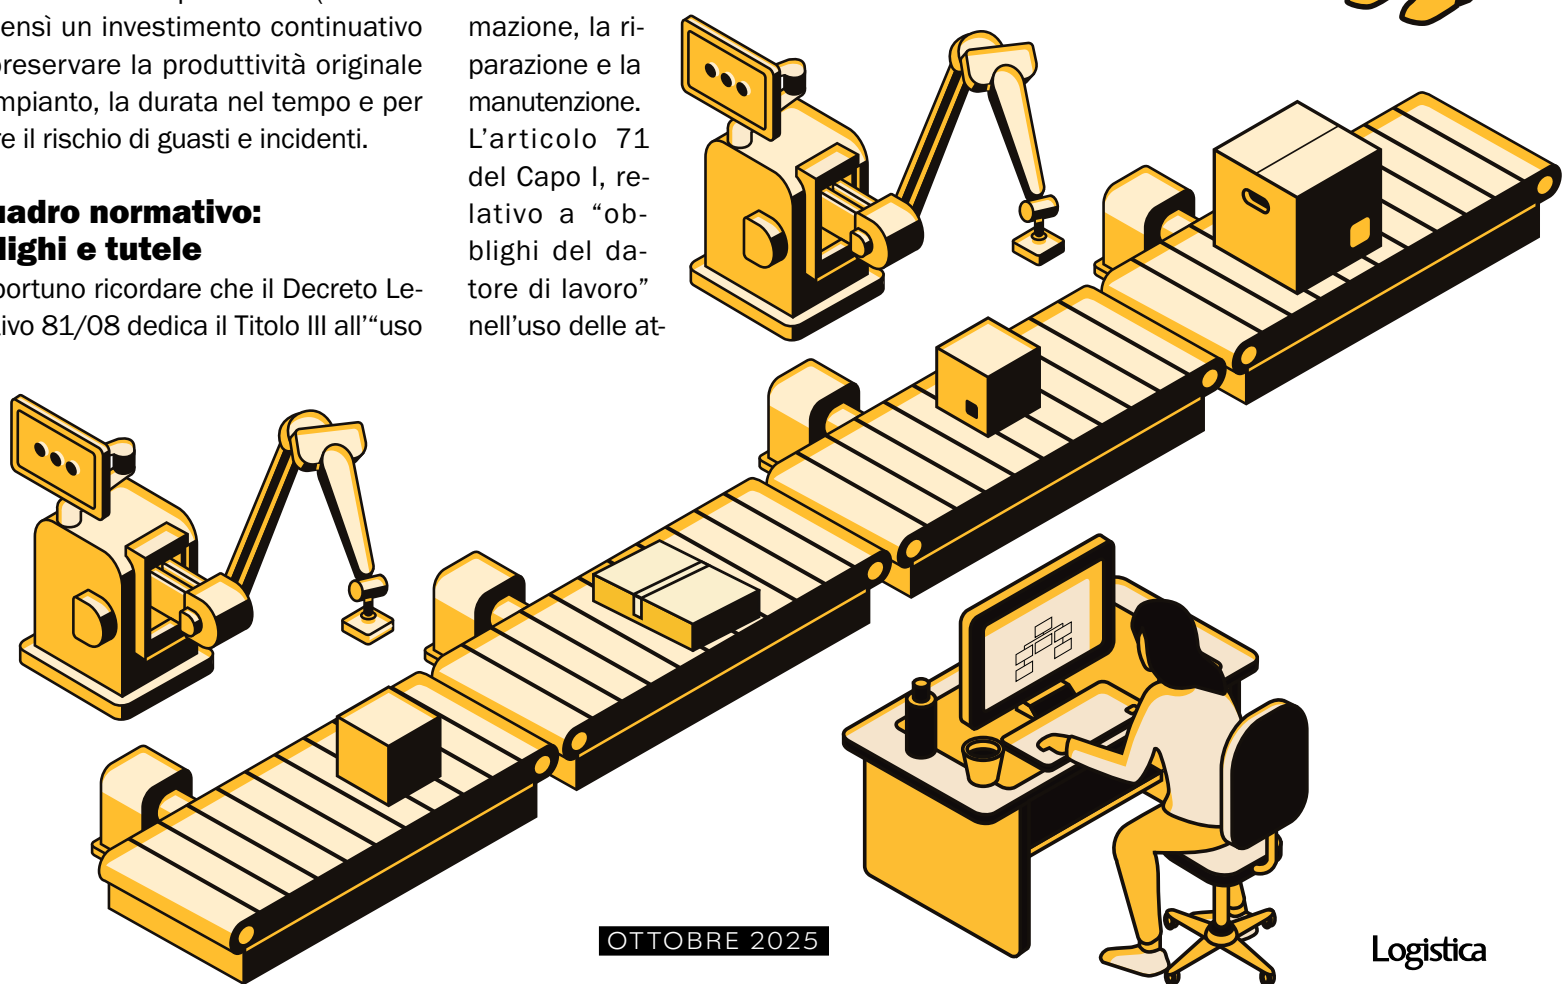 ensì un investimento continuativo
preservare la produttività originale
mpianto, la durata nel tempo e per
re il rischio di guasti e incidenti.
uadro normativo:
lighi e tutele
portuno ricordare che il Decreto Le-
ivo 81/08 dedica il Titolo III all’“uso
mazione, la ri-
parazione e la
manutenzione.
L’articolo 71
del Capo I, re-
lativo a “ob-
blighi del da-
tore di lavoro”
nell’uso delle at-
OTTOBRE 2025
Logistica